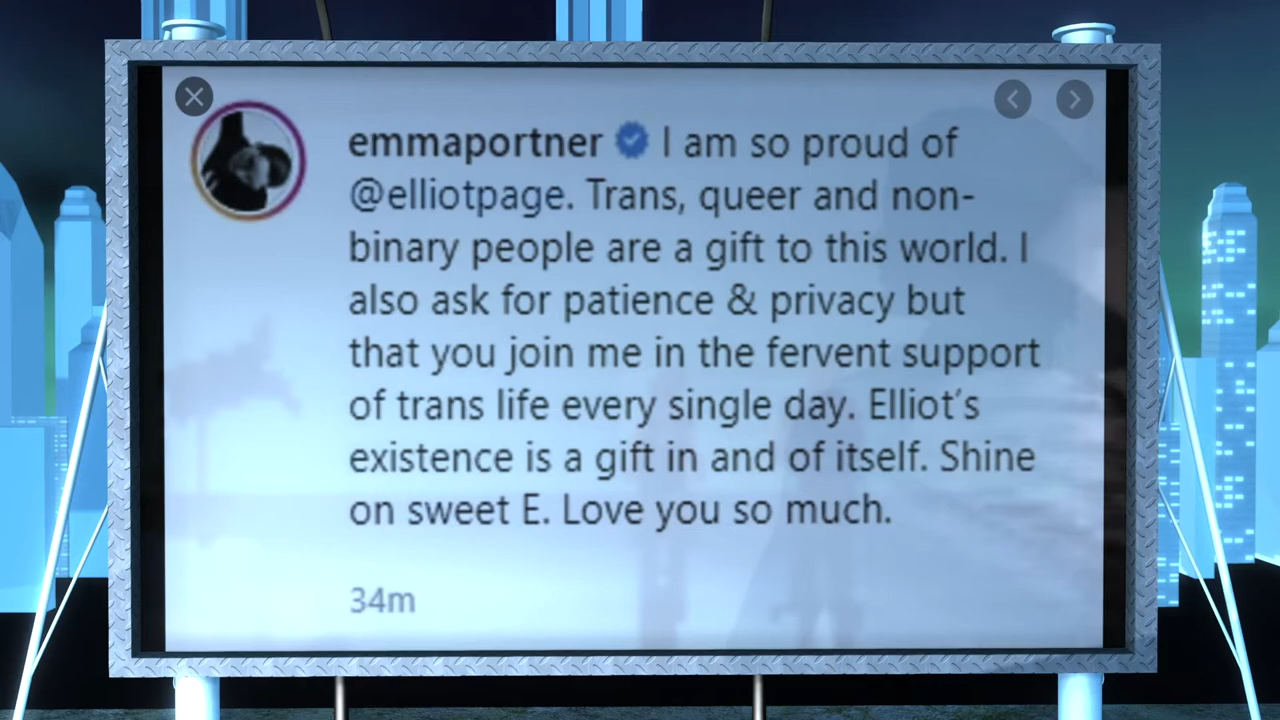 emmaportner I am so proud of
@elliotpage. Trans, queer and non-
binary people are a gift to this world. I
also ask for patience & privacy but
that you join me in the fervent support
of trans life every single day. Elliot's
existence is a gift in and of itself. Shine
on sweet E. Love you so much.
34m